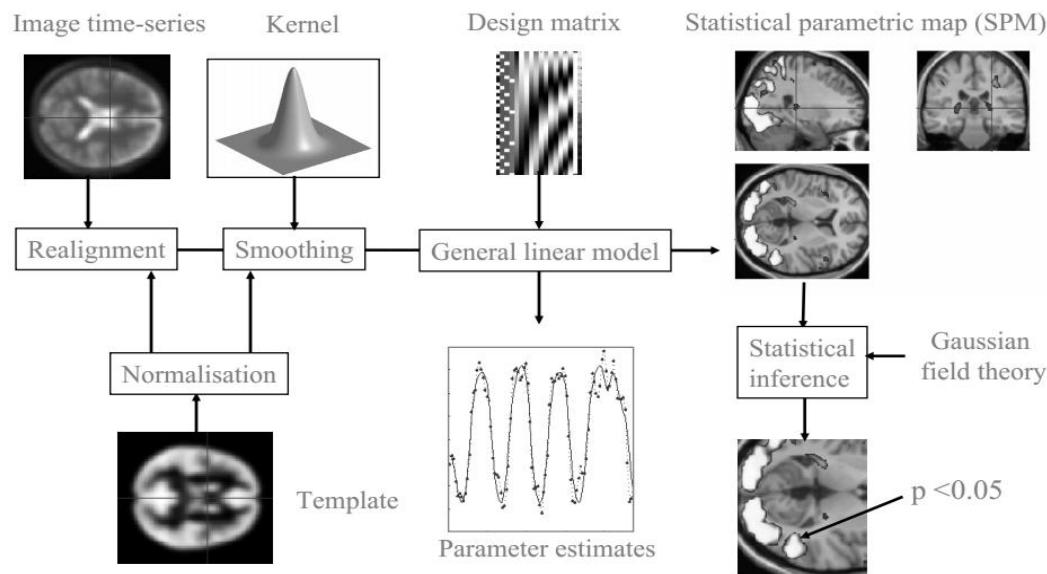 Image time-series
Kernel
Design matrix
Statistical parametric map (SPM)
Realignment
Smoothing
General linear model
Normalisation
Statistical
inference
Gaussian
field theory
Template
Parameter estimates
p <0.05